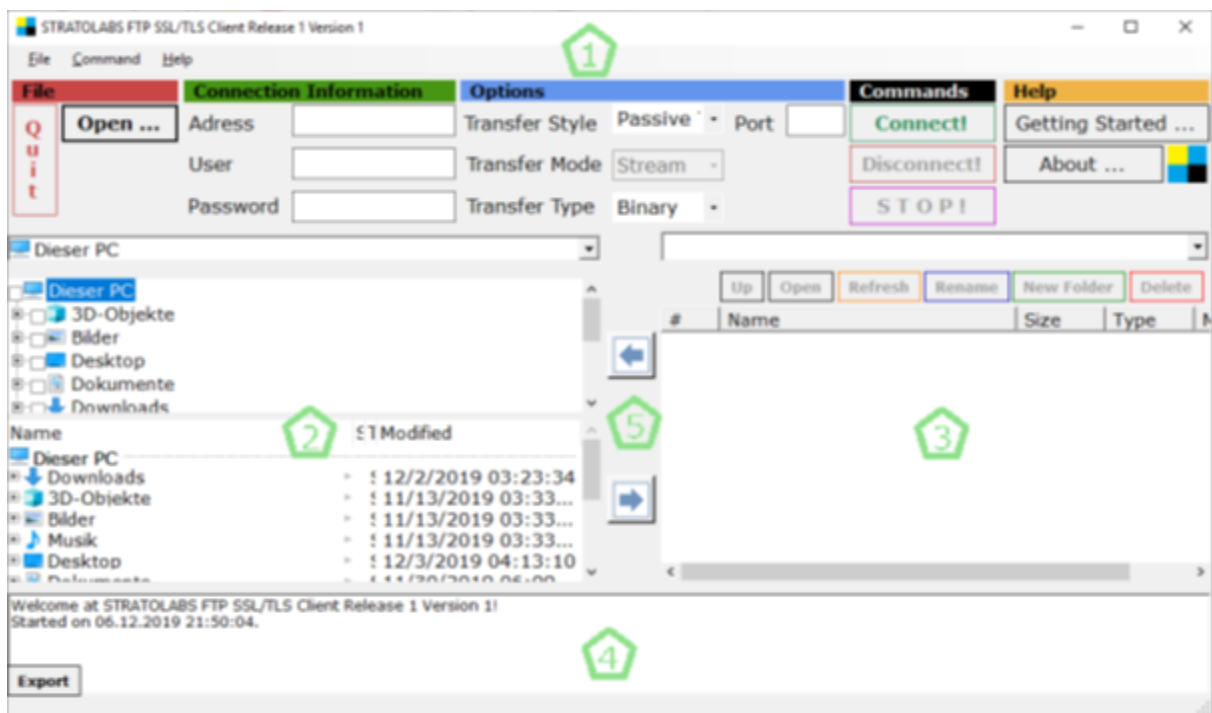 STRATOLABS FTP SSL/TLS Client Release 1 Version 1
File Command Help
1
File Connection Information Options Commands Help
Quit Open ... Adress Transfer Style Passive Port Connect! Getting Started ...
User Transfer Mode Stream Disconnect! About ...
Password Transfer Type Binary STOP!
Dieser PC
Dieser PC
3D-Objekte
Bilder
Desktop
Dokumente
Downloads
Up Open Refresh Rename New Folder Delete
# Name Size Type
2
5
3
Name Modified
Dieser PC
Downloads 12/2/2019 03:23:34
3D-Objekte 11/13/2019 03:33...
Bilder 11/13/2019 03:33...
Musik 11/13/2019 03:33...
Desktop 12/3/2019 04:13:10
Welcome at STRATOLABS FTP SSL/TLS Client Release 1 Version 1!
Started on 06.12.2019 21:50:04.
4
Export